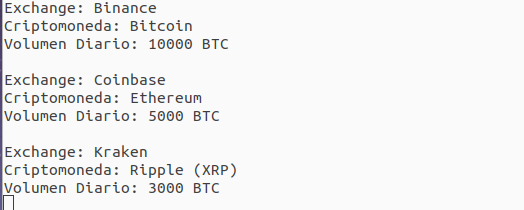 Exchange: Binance
Criptomoneda: Bitcoin
Volumen Diario: 10000 BTC
Exchange: Coinbase
Criptomoneda: Ethereum
Volumen Diario: 5000 BTC
Exchange: Kraken
Criptomoneda: Ripple (XRP)
Volumen Diario: 3000 BTC